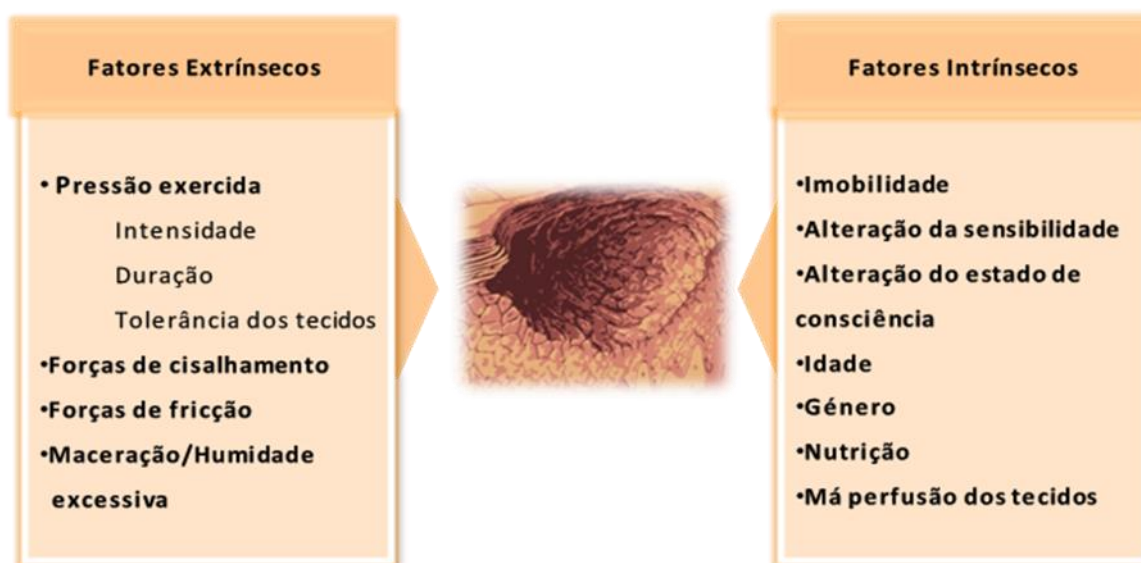 Fatores Extrínsecos
• Pressão exercida
Intensidade
Duração
Tolerância dos tecidos
•Forças de cisalhamento
•Forças de fricção
•Maceração/Humidade
excessiva
Fatores Intrínsecos
•Imobilidade
•Alteração da sensibilidade
•Alteração do estado de
consciência
•Idade
•Género
•Nutrição
•Má perfusão dos tecidos